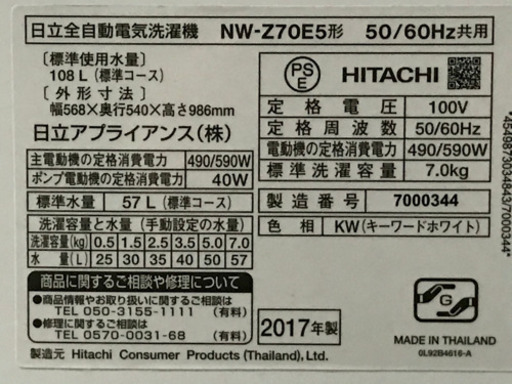 日立全自動電気洗濯機 NW-Z70E5形 50/60Hz共用
〔標準使用水量〕
108 L (標準コース)
〔外形寸法〕
幅568×奥行540×高さ986mm
日立アプライアンス(株)
主電動機の定格消費電力 490/590W
ポンプ電動機の定格消費電力 40W
標準水量 57 L (標準コース)
洗濯容量と水量 (手動設定の水量)
洗濯容量(kg) 0.5 1.5 2.5 3.5 5.0 7.0
水量(L) 25 30 35 40 50 57
商品に関するご相談や修理について
●商品情報やお取り扱いに関するご相談
TEL 050-3155-1111 (有料)
●修理に関するご相談
TEL 0570-0031-68 (有料)
製造元 Hitachi Consumer Products (Thailand), Ltd.
PS
E
HITACHI
定格電圧 100V
定格周波数 50/60Hz
電動機の定格消費電力 490/590W
標準洗濯容量 7.0kg
製造番号 7000344
色相 KW(キーワードホワイト)
2017年製
G
MADE IN THAILAND
0L92B4616-A
*45498730348437000344*